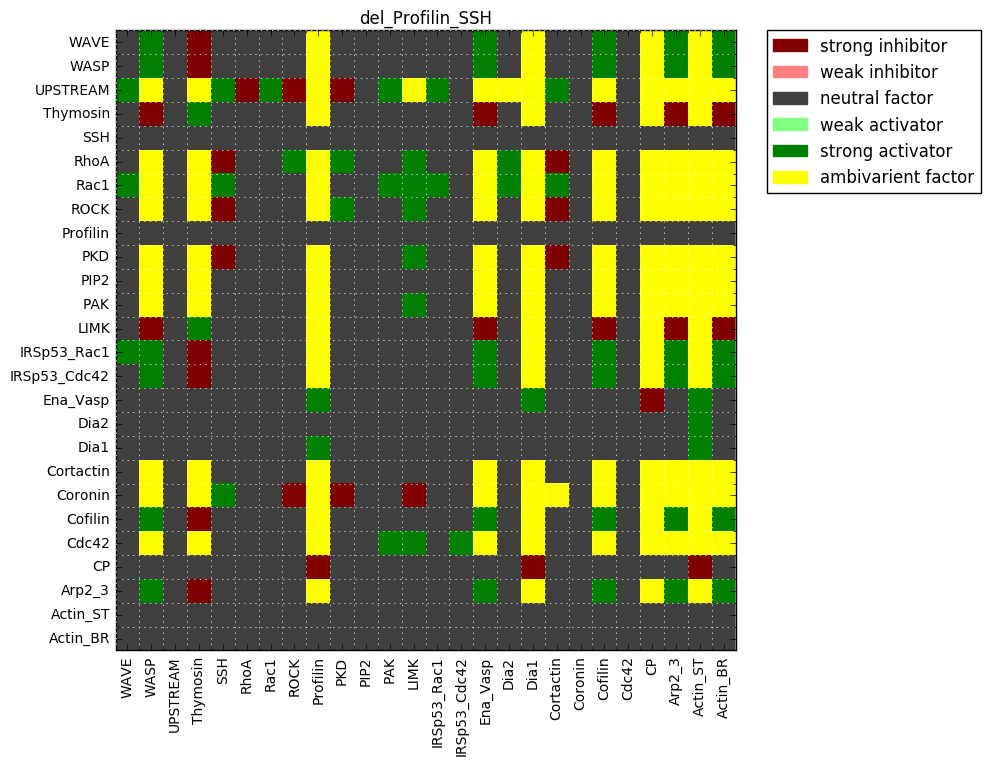 del_Profilin_SSH
WAVE
WASP
UPSTREAM
Thymosin
SSH
RhoA
Rac1
ROCK
Profilin
PKD
PIP2
PAK
LIMK
IRSp53_Rac1
IRSp53_Cdc42
Ena_Vasp
Dia2
Dia1
Cortactin
Coronin
Cofilin
Cdc42
CP
Arp2_3
Actin_ST
Actin_BR
WAVE
WASP
UPSTREAM
Thymosin
SSH
RhoA
Rac1
ROCK
Profilin
PKD
PIP2
PAK
LIMK
IRSp53_Rac1
IRSp53_Cdc42
Ena_Vasp
Dia2
Dia1
Cortactin
Coronin
Cofilin
Cdc42
CP
Arp2_3
Actin_ST
Actin_BR
strong inhibitor
weak inhibitor
neutral factor
weak activator
strong activator
ambivarient factor